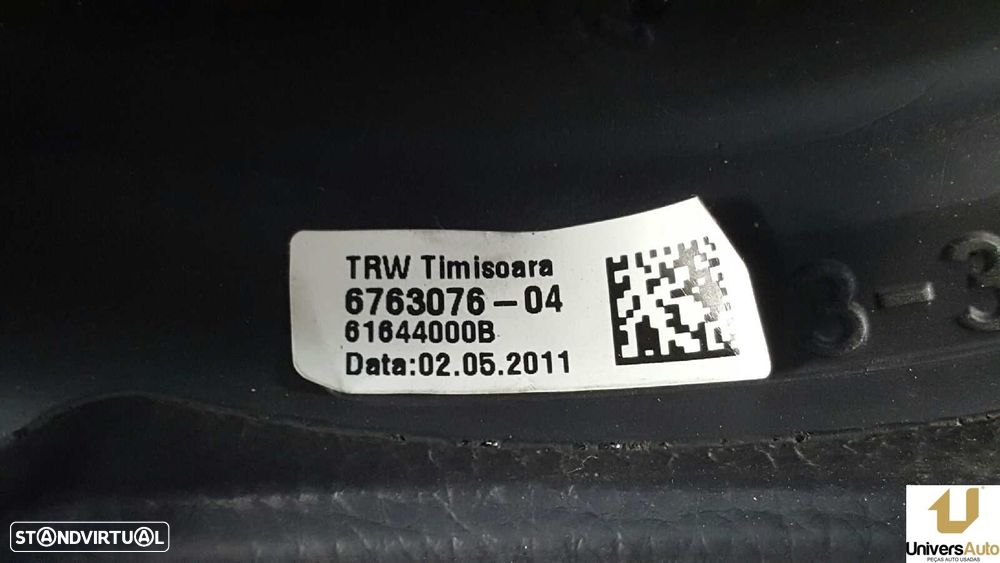 TRW Timisoara
6763076-04
61644000B
Data:02.05.2011
3-3
STANDVIRTUAL
UniversAuto
PEÇAS AUTO USADAS